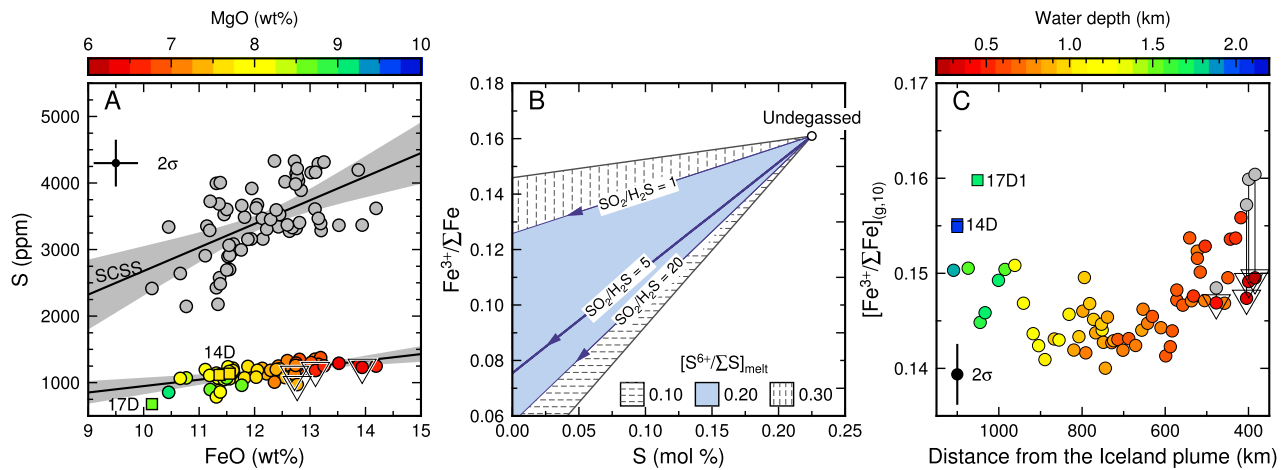 MgO (wt%)
6 7 8 9 10
A
5000
4000
3000
2000
1000
S (ppm)
2σ
SCSS
14D
17D
9 10 11 12 13 14 15
FeO (wt%)
B
0.18
0.16
0.14
0.12
0.10
0.08
0.06
Fe3+/ΣFe
Undegassed
SO2/H2S = 1
SO2/H2S = 5
SO2/H2S = 20
[S6+/ΣS]melt
0.10 0.20 0.30
0.00 0.05 0.10 0.15 0.20 0.25
S (mol %)
Water depth (km)
0.5 1.0 1.5 2.0
C
0.17
0.16
0.15
0.14
[Fe3+/ΣFe](g,10)
17D1
14D
2σ
1000 800 600 400
Distance from the Iceland plume (km)